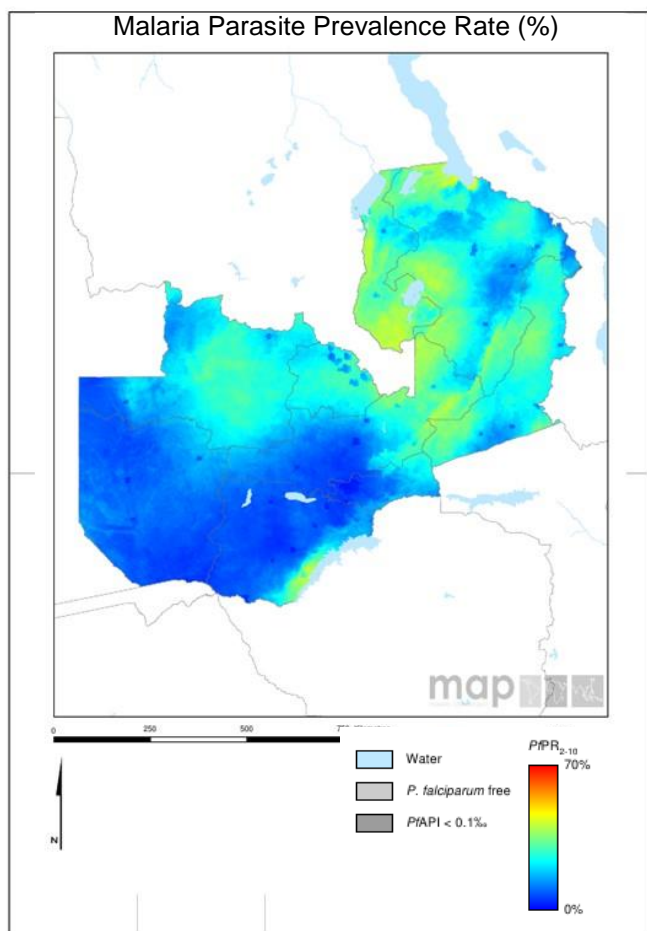 Malaria Parasite Prevalence Rate (%)
map
0 250 500
Water
P. falciparum free
PfAPI < 0.1‰
PfPR2-10
70%
0%
N